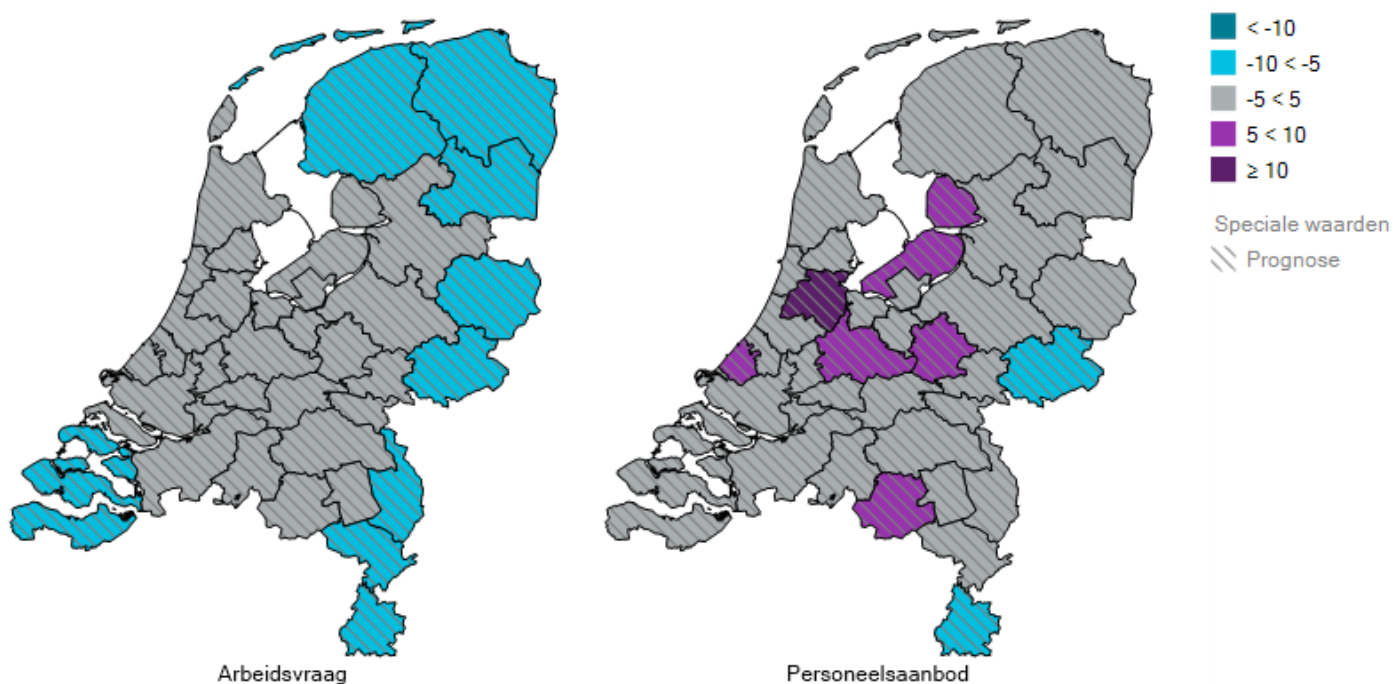 < -10
-10 < -5
-5 < 5
5 < 10
≥ 10
Speciale waarden
Prognose
Arbeidsvraag
Personeelsaanbod